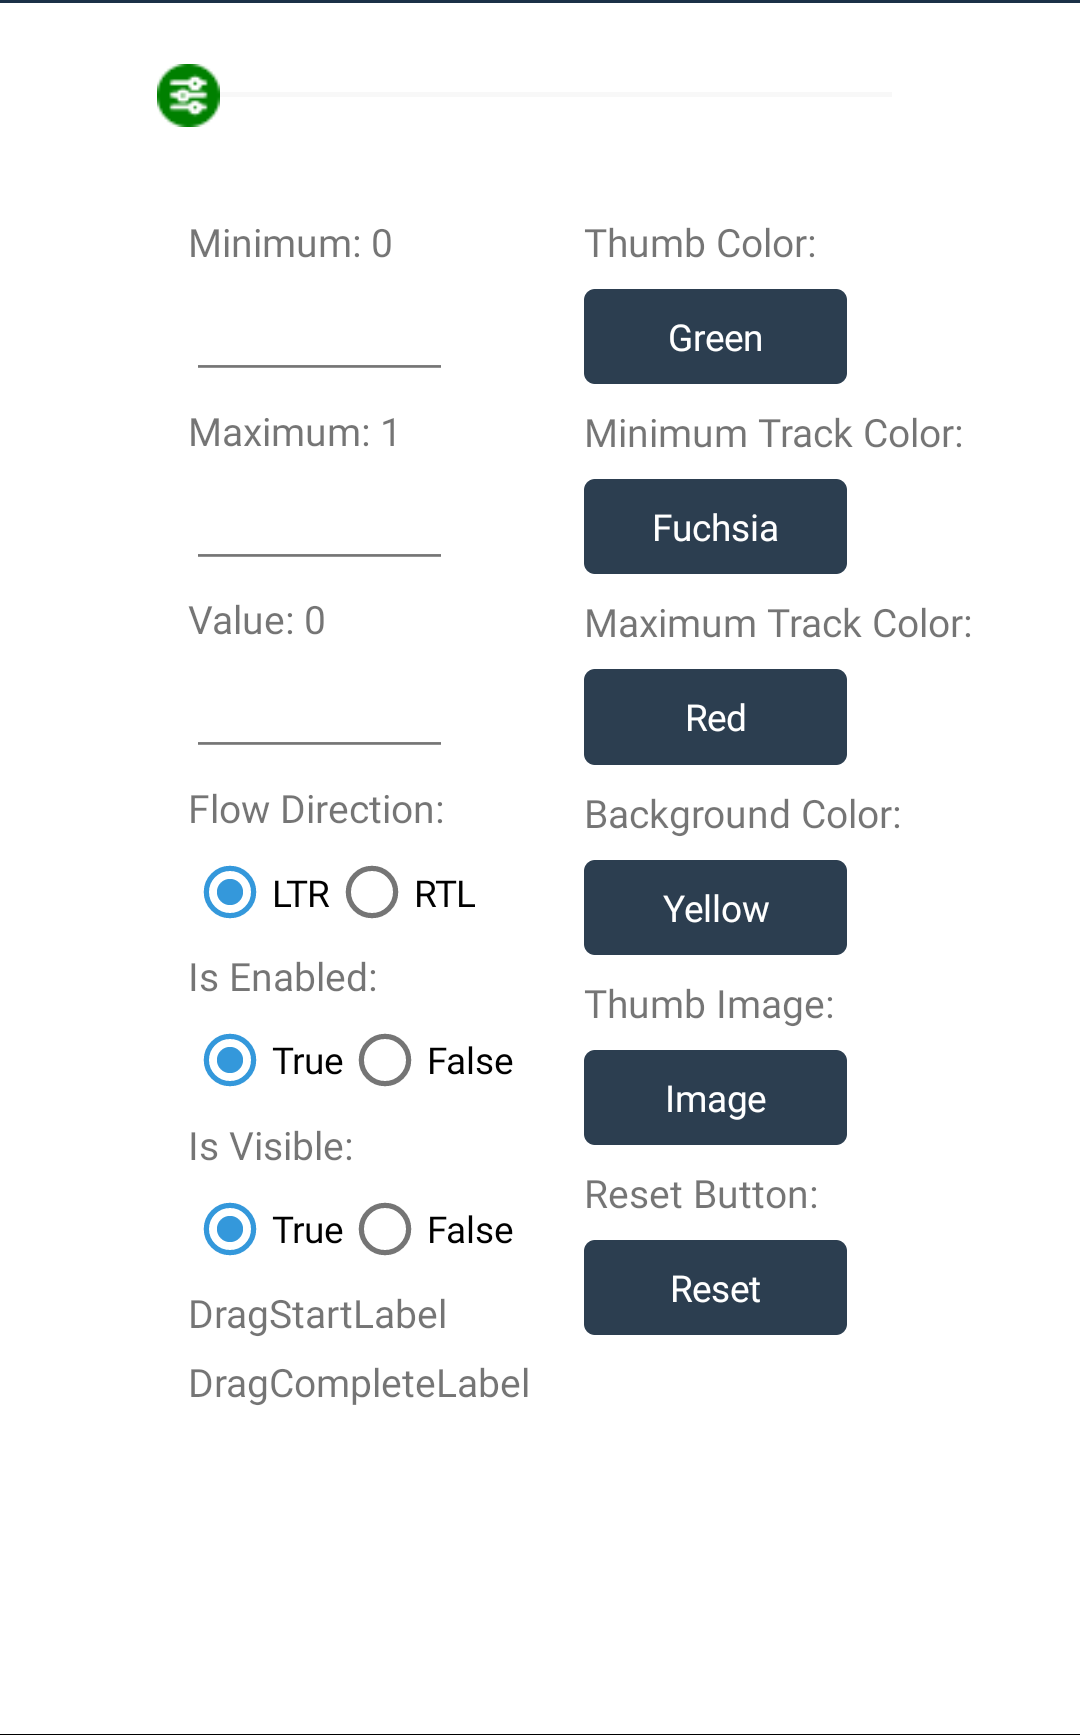 Minimum: 0
Maximum: 1
Value: 0
Flow Direction:
LTR RTL
Is Enabled:
True False
Is Visible:
True False
DragStartLabel
DragCompleteLabel
Thumb Color:
Green
Minimum Track Color:
Fuchsia
Maximum Track Color:
Red
Background Color:
Yellow
Thumb Image:
Image
Reset Button:
Reset